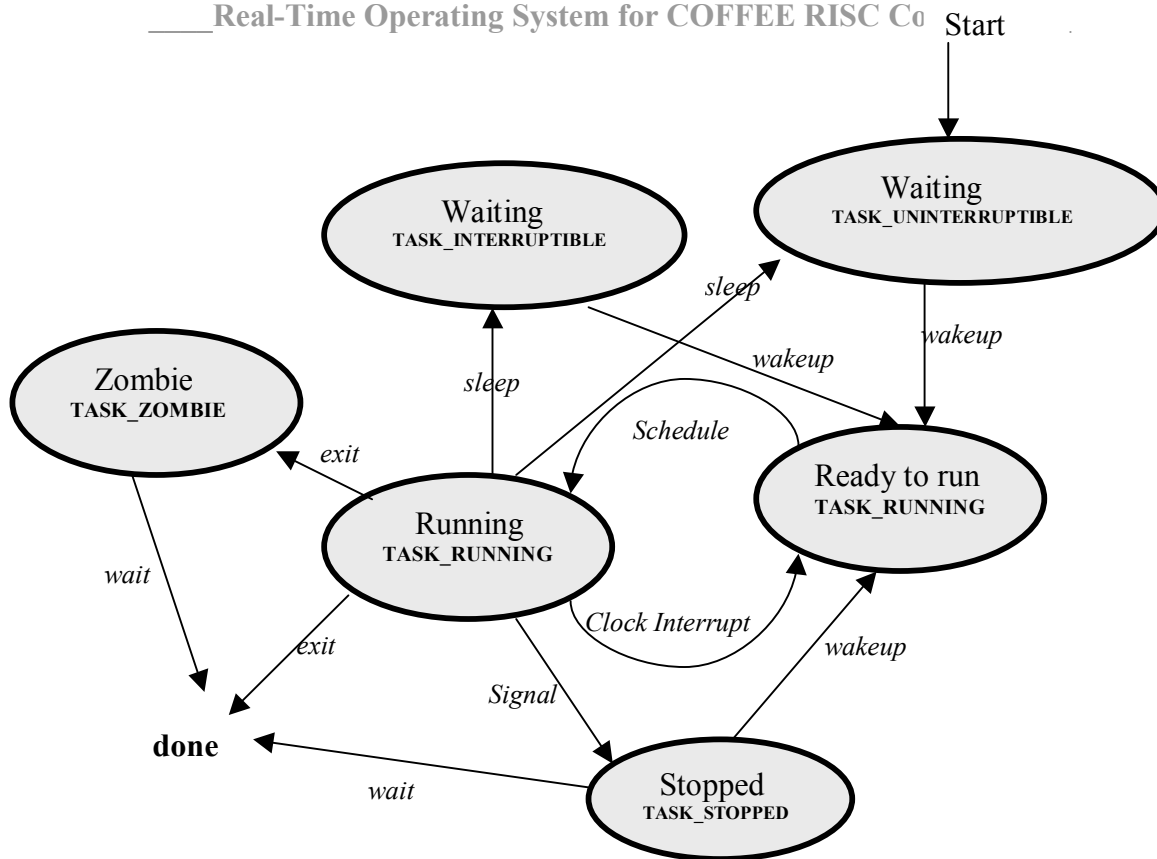 Real-Time Operating System for COFFEE RISC
Start
Waiting
TASK_INTERRUPTIBLE
Waiting
TASK_UNINTERRUPTIBLE
sleep
wakeup
wakeup
sleep
Zombie
TASK_ZOMBIE
Schedule
exit
Ready to run
TASK_RUNNING
Running
TASK_RUNNING
wait
exit
Clock Interrupt
wakeup
Signal
done
wait
Stopped
TASK_STOPPED